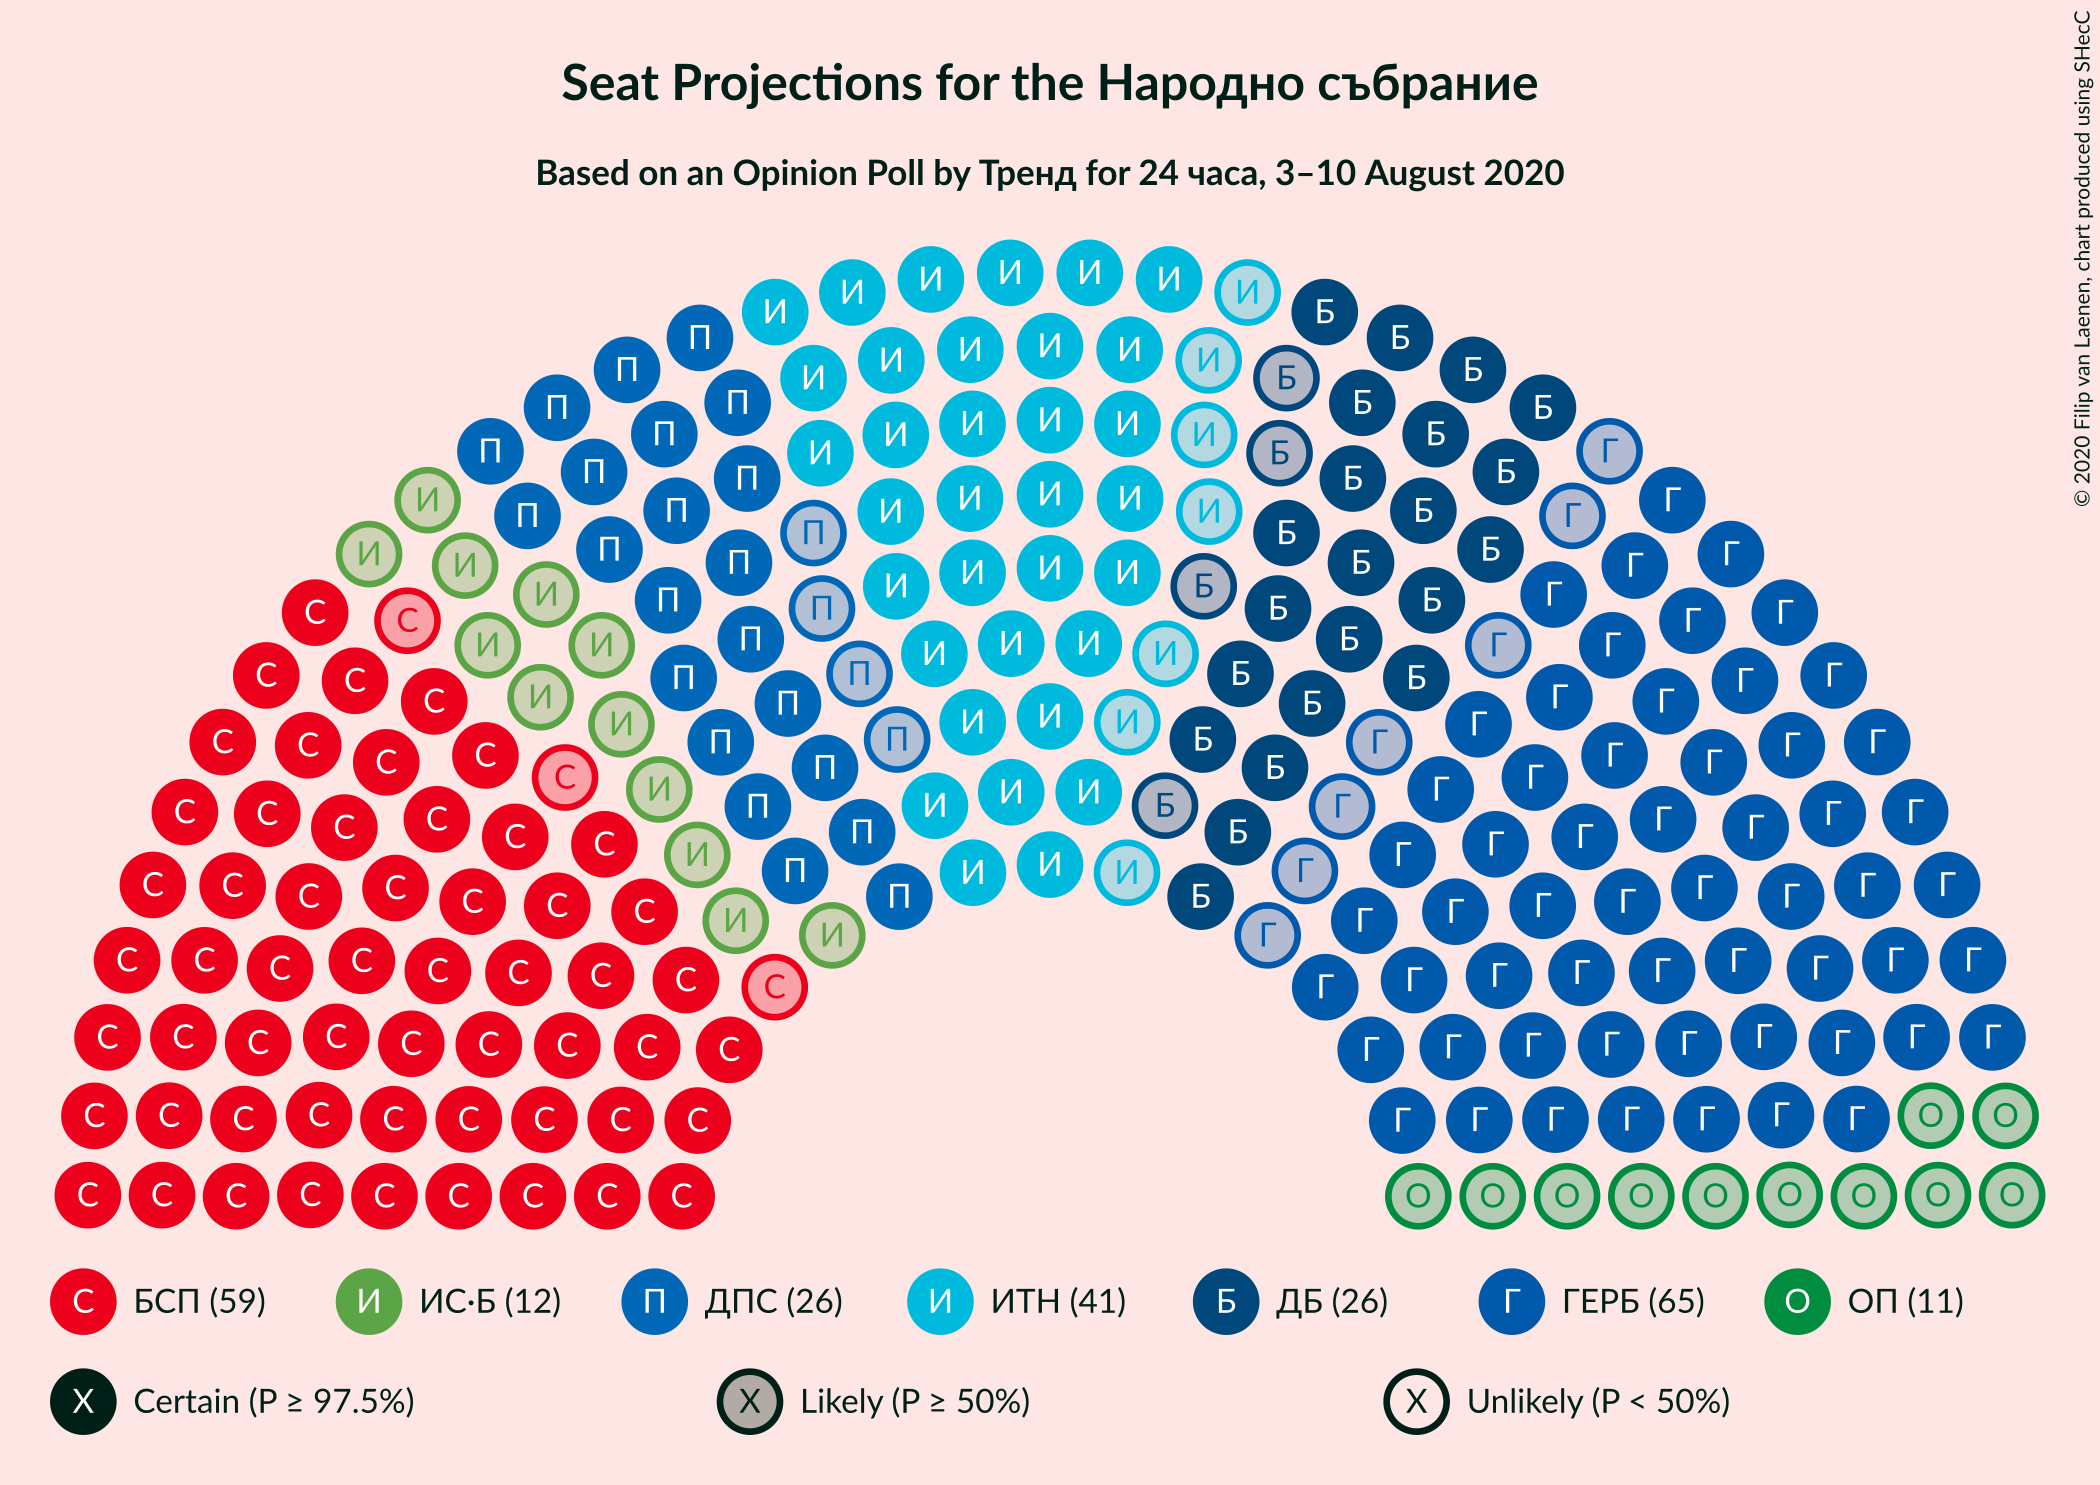 Seat Projections for the Народно събрание
Based on an Opinion Poll by Тренд for 24 часа, 3–10 August 2020
© 2020 Filip van Laenen, chart produced using SHecC
С БСП (59) И ИС·Б (12) П ДПС (26) И ИТН (41) Б ДБ (26) Г ГЕРБ (65) О ОП (11)
X Certain (P ≥ 97.5%) X Likely (P ≥ 50%) X Unlikely (P < 50%)